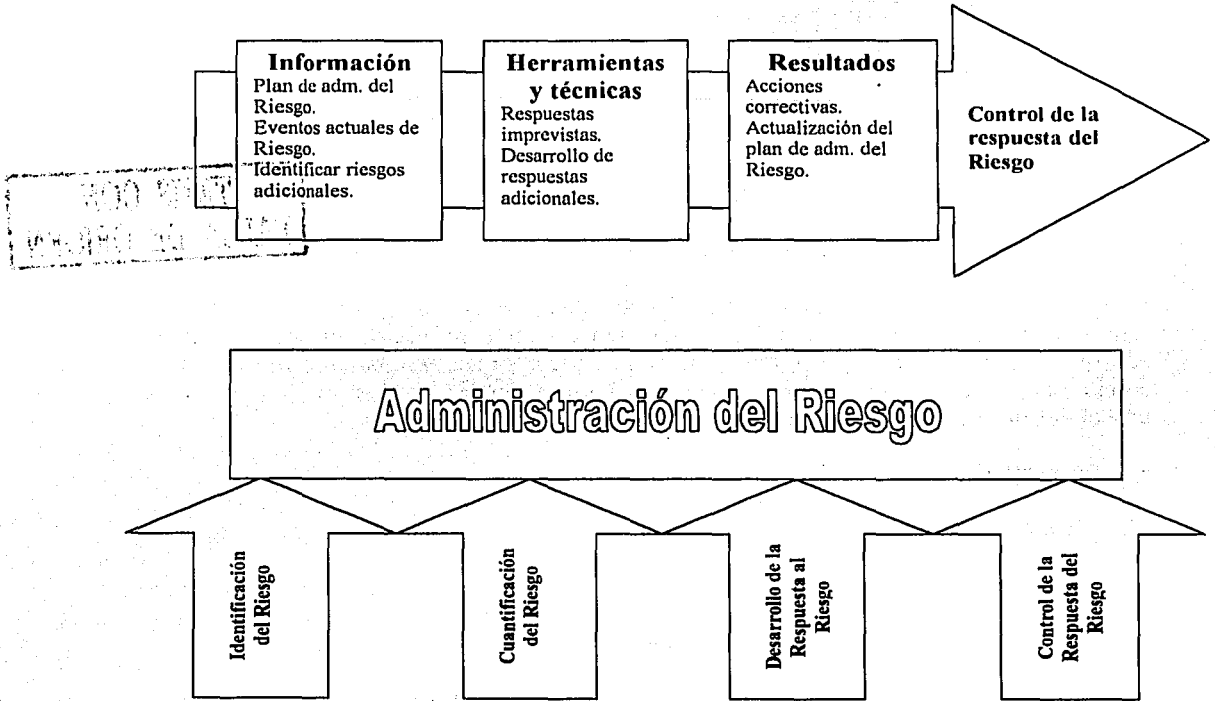 Información
Plan de adm. del
Riesgo.
Eventos actuales de
Riesgo.
Identificar riesgos
adicionales.
Herramientas
y técnicas
Respuestas
imprevistas.
Desarrollo de
respuestas
adicionales.
Resultados
Acciones
correctivas.
Actualización del
plan de adm. del
Riesgo.
Control de la
respuesta del
Riesgo
Administración del Riesgo
Identificación
del Riesgo
Cuantificación
del Riesgo
Desarrollo de la
Respuesta al
Riesgo
Control de la
Respuesta del
Riesgo